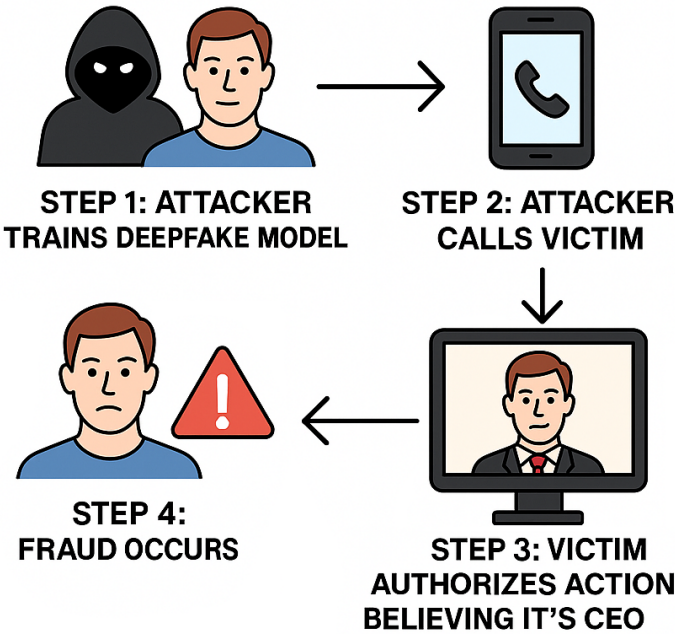 STEP 1: ATTACKER
TRAINS DEEPFAKE MODEL
STEP 2: ATTACKER
CALLS VICTIM
STEP 3: VICTIM
AUTHORIZES ACTION
BELIEVING IT'S CEO
STEP 4:
FRAUD OCCURS